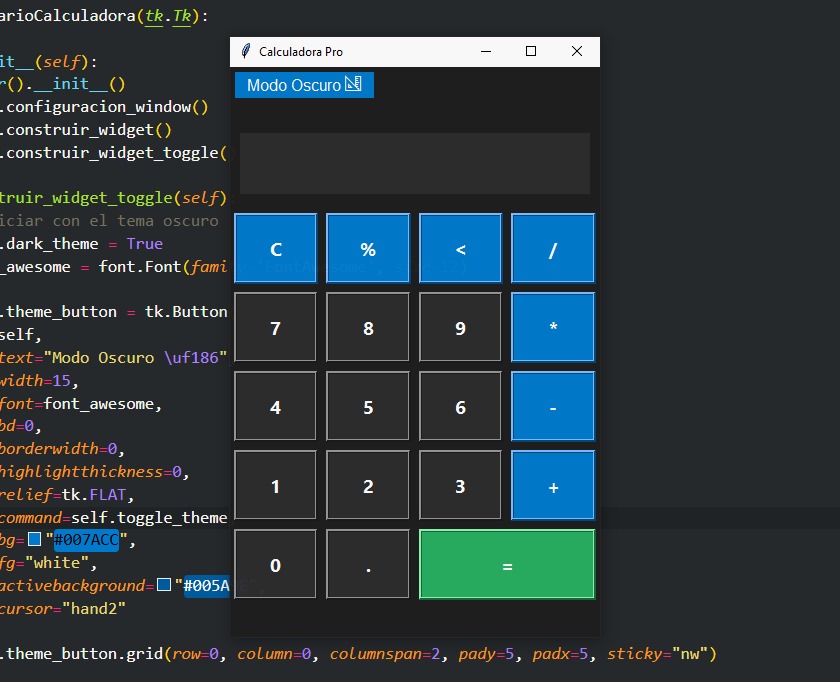 arioCalculadora(tk.Tk):
it__(self):
r().__init__()
.configuracion_window()
.construir_widget()
.construir_widget_toggle(
truir_widget_toggle(self)
iciar con el tema oscuro
.dark_theme = True
_awesome = font.Font(fami
.theme_button = tk.Button
self,
text="Modo Oscuro \uf186"
width=15,
font=font_awesome,
bd=0,
borderwidth=0,
highlightthickness=0,
relief=tk.FLAT,
command=self.toggle_theme
bg="#007ACC",
fg="white",
activebackground="#005A
cursor="hand2"
.theme_button.grid(row=0, column=0, columnspan=2, pady=5, padx=5, sticky="nw")
Calculadora Pro
Modo Oscuro
C % < /
7 8 9 *
4 5 6 -
1 2 3 +
0 . =